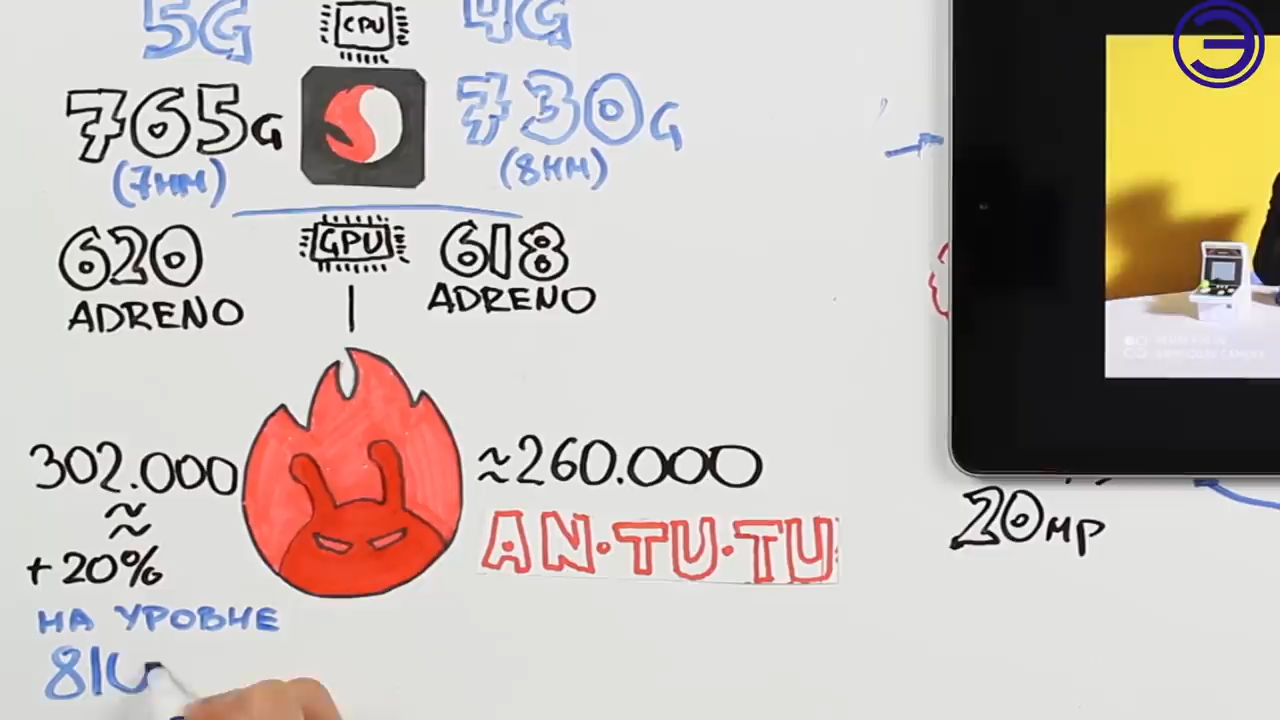 5G CPU 4G
765G 730G
(7нм) (8нм)
620 GPU 618
ADRENO ADRENO
302.000 ≈260.000
≈
+20%
AN·TU·TU
НА УРОВНЕ
20МР